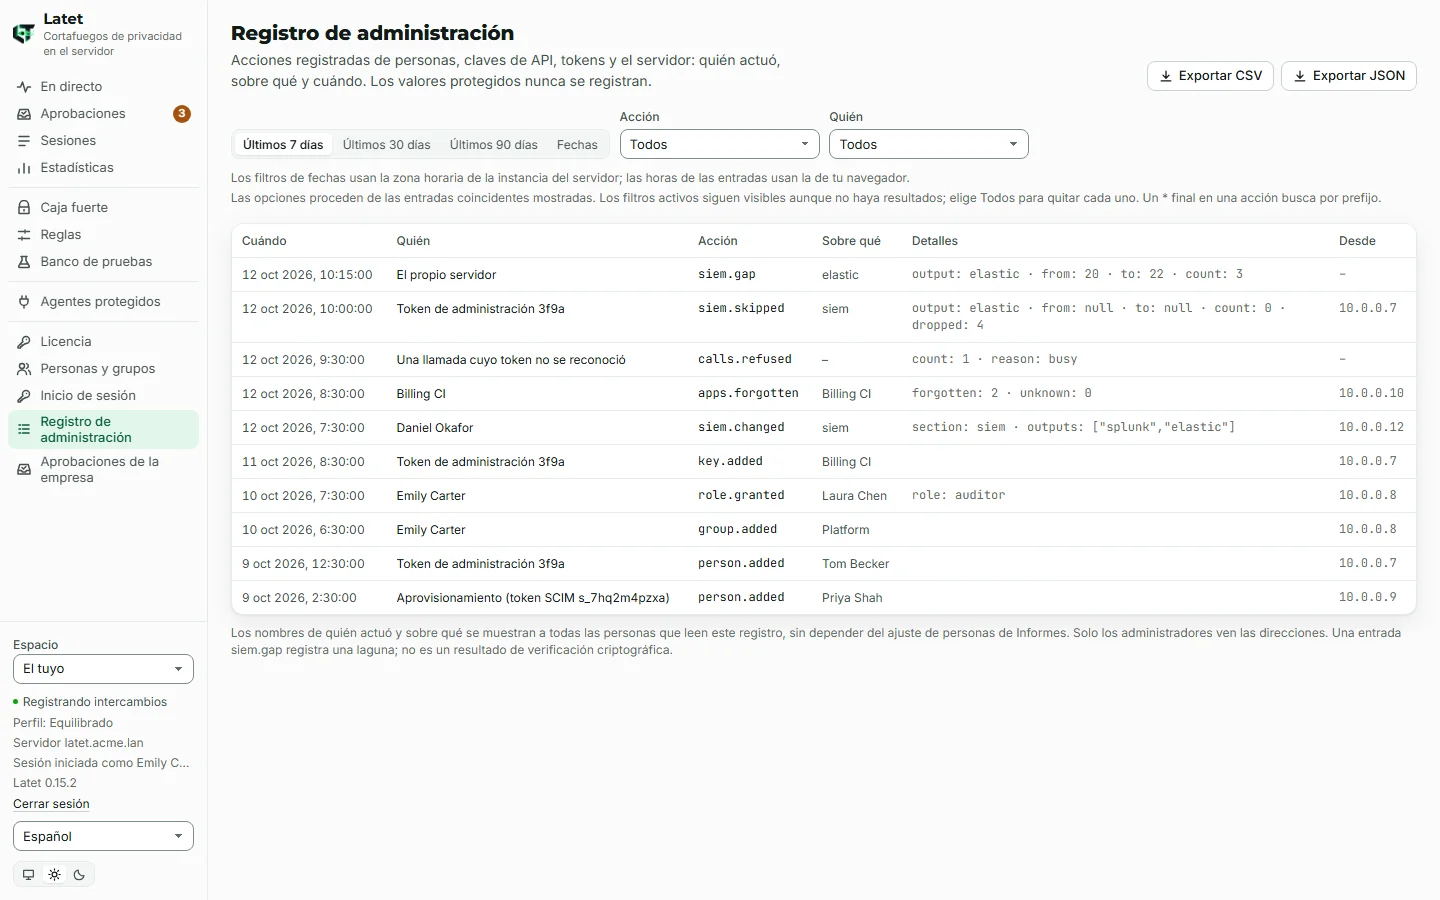 Latet
Cortafuegos de privacidad
en el servidor
En directo
Aprobaciones
3
Sesiones
Estadísticas
Caja fuerte
Reglas
Banco de pruebas
Agentes protegidos
Licencia
Personas y grupos
Inicio de sesión
Registro de
administración
Aprobaciones de la
empresa
Espacio
El tuyo
Registrando intercambios
Perfil: Equilibrado
Servidor latet.acme.lan
Sesión iniciada como Emily C...
Latet 0.15.2
Cerrar sesión
Español
Registro de administración
Acciones registradas de personas, claves de API, tokens y el servidor: quién actuó,
sobre qué y cuándo. Los valores protegidos nunca se registran.
Exportar CSV
Exportar JSON
Acción
Quién
Últimos 7 días
Últimos 30 días
Últimos 90 días
Fechas
Todos
Todos
Los filtros de fechas usan la zona horaria de la instancia del servidor; las horas de las entradas usan la de tu navegador.
Las opciones proceden de las entradas coincidentes mostradas. Los filtros activos siguen visibles aunque no haya resultados; elige Todos para quitar cada uno. Un * final en una acción busca por prefijo.
Cuándo Quién Acción Sobre qué Detalles Desde
12 oct 2026, 10:15:00 El propio servidor siem.gap elastic output: elastic · from: 20 · to: 22 · count: 3 –
12 oct 2026, 10:00:00 Token de administración 3f9a siem.skipped siem output: elastic · from: null · to: null · count: 0 · 10.0.0.7
dropped: 4
12 oct 2026, 9:30:00 Una llamada cuyo token no se reconoció calls.refused – count: 1 · reason: busy –
12 oct 2026, 8:30:00 Billing CI apps.forgotten Billing CI forgotten: 2 · unknown: 0 10.0.0.10
12 oct 2026, 7:30:00 Daniel Okafor siem.changed siem section: siem · outputs: ["splunk","elastic"] 10.0.0.12
11 oct 2026, 8:30:00 Token de administración 3f9a key.added Billing CI 10.0.0.7
10 oct 2026, 7:30:00 Emily Carter role.granted Laura Chen role: auditor 10.0.0.8
10 oct 2026, 6:30:00 Emily Carter group.added Platform 10.0.0.8
9 oct 2026, 12:30:00 Token de administración 3f9a person.added Tom Becker 10.0.0.7
9 oct 2026, 2:30:00 Aprovisionamiento (token SCIM s_7hq2m4pzxa) person.added Priya Shah 10.0.0.9
Los nombres de quién actuó y sobre qué se muestran a todas las personas que leen este registro, sin depender del ajuste de personas de Informes. Solo los administradores ven las direcciones. Una entrada
siem.gap registra una laguna; no es un resultado de verificación criptográfica.